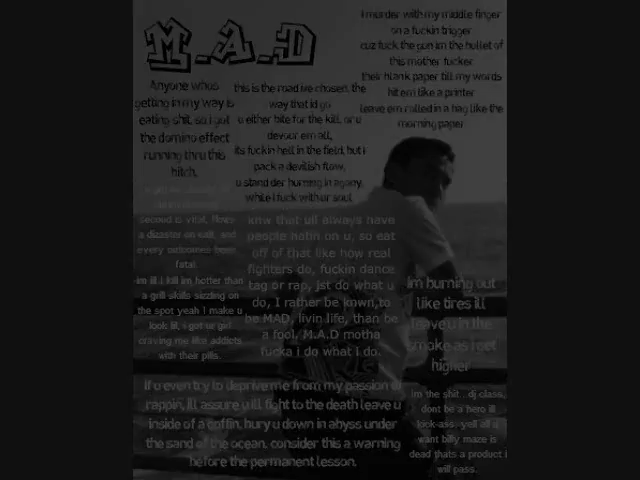 M.A.D
i murder with my middle finger
on a fuckin trigger
cuz fuck the gun im the bullet of
this mother fucker
their blank paper till my words
hit em like a printer
leave em rolled in a bag like the
morning paper
Anyone whos
getting in my way is
eating shit, so i got
the domino effect
running thru this
bitch,
this is the road ive chosen, the
way that id go
u either bite for the kill, or u
devour em all,
its fuckin hell in the field, but i
pack a devilish flow,
u stand der burning in agony
while i fuck with ur soul
second is vital, Hows
a dizaster on exit, and
every outcomes been
fatal.
im ill i kill im hotter than
a grill skills sizzling on
the spot yeah i make u
look lil, i got ur girl
craving me like addicts
with their pills.
knw that ull always have
people hatin on u, so eat
off of that like how real
fighters do, fuckin dance
tag or rap, jst do what u
do, I rather be knwn,to
be MAD, livin life, than be
a fool, M.A.D motha
fucka i do what i do.
im burning out
like tires ill
leave u in the
smoke as i get
higher
If u even try to deprive me from my passion of
rappin, ill assure u ill fight to the death leave u
inside of a coffin, bury u down in abyss under
the sand of the ocean. consider this a warning
before the permanent lesson.
im the shit...dj class,
dont be a hero ill
look-ass. yall all u
want billy maze is
dead thats a product i
will pass.